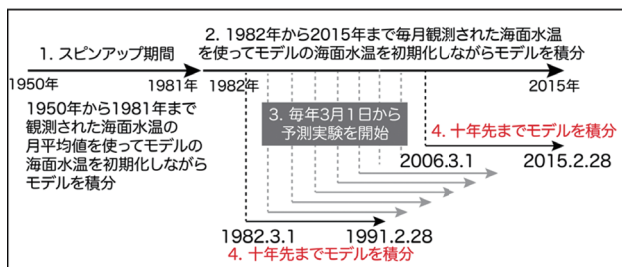 1. スピンアップ期間
1950年
1981年
1950年から1981年まで
観測された海面水温の
月平均値を使ってモデルの
海面水温を初期化しながら
モデルを積分
2. 1982年から2015年まで毎月観測された海面水温
を使ってモデルの海面水温を初期化しながらモデルを積分
1982年
2015年
3. 毎年3月1日から
予測実験を開始
4. 十年先までモデルを積分
2006.3.1
2015.2.28
1982.3.1
1991.2.28
4. 十年先までモデルを積分